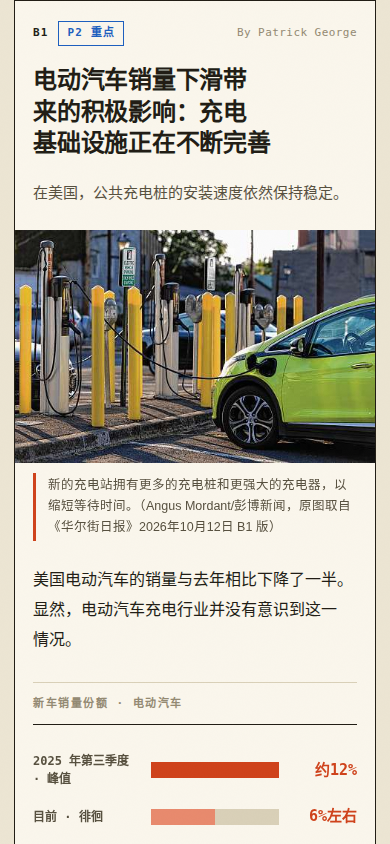 B1 P2 重点 By Patrick George
电动汽车销量下滑带
来的积极影响：充电
基础设施正在不断完善
在美国，公共充电桩的安装速度依然保持稳定。
新的充电站拥有更多的充电桩和更强大的充电器，以
缩短等待时间。（Angus Mordant/彭博新闻，原图取自
《华尔街日报》2026年10月12日 B1 版）
美国电动汽车的销量与去年相比下降了一半。
显然，电动汽车充电行业并没有意识到这一
情况。
新车销量份额 · 电动汽车
2025 年第三季度
· 峰值
约12%
目前 · 徘徊
6%左右